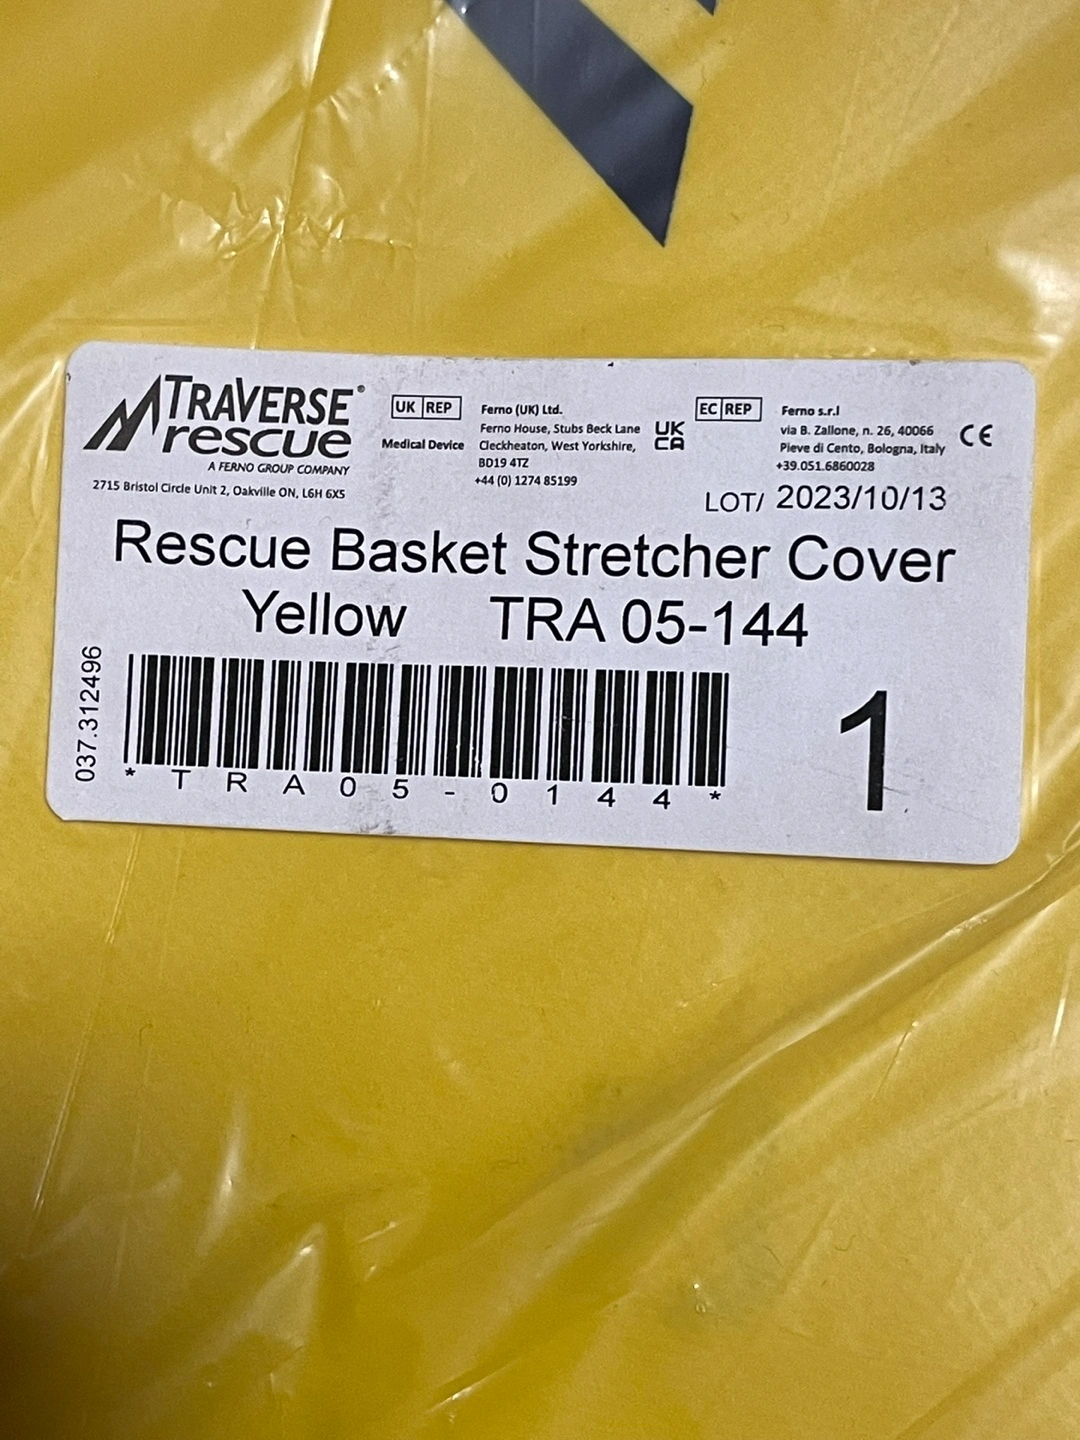 TRAVERSE®
rescue
A FERNO GROUP COMPANY
2715 Bristol Circle Unit 2, Oakville ON, L6H 6X5
UK REP
Medical Device
Ferno (UK) Ltd.
Ferno House, Stubs Beck Lane
Cleckheaton, West Yorkshire,
BD19 4TZ
+44 (0) 1274 85199
UK
CA
EC REP
Ferno s.r.l
via B. Zallone, n. 26, 40066
Pieve di Cento, Bologna, Italy
+39.051.6860028
CE
LOT/ 2023/10/13
Rescue Basket Stretcher Cover
Yellow TRA 05-144
037.312496
*TRA05-0144*
1